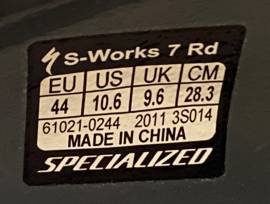 S-Works 7 Rd
EU US UK CM
44 10.6 9.6 28.3
61021-0244 2011 3S014
MADE IN CHINA
SPECIALIZED